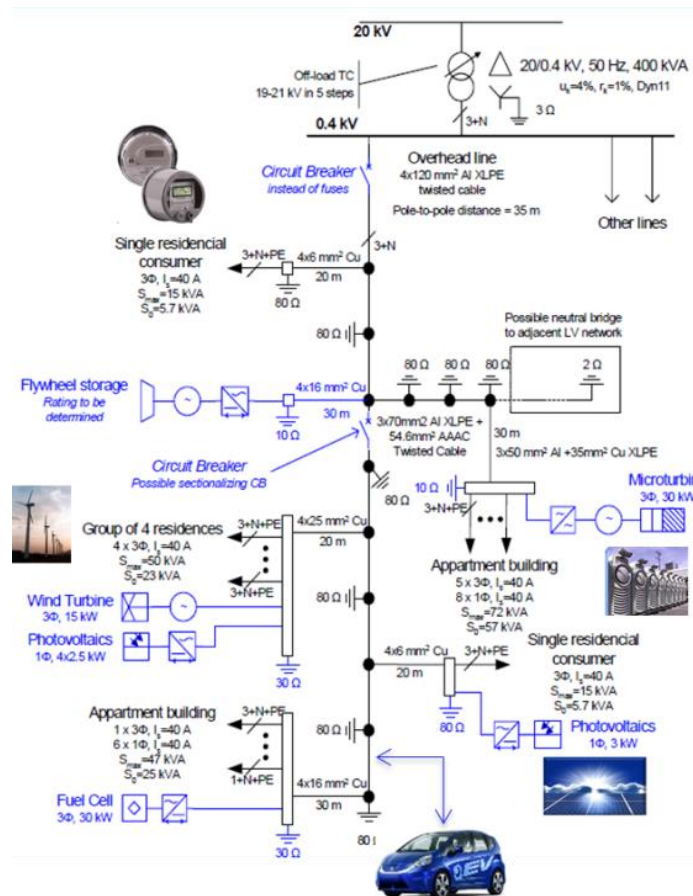 20 kV
Off-load TC
19-21 kV in 5 steps
20/0.4 kV, 50 Hz, 400 kVA
uk=4%, rk=1%, Dyn11
3 Ω
3+N
0.4 kV
Circuit Breaker
instead of fuses
Overhead line
4x120 mm² Al XLPE
twisted cable
Pole-to-pole distance = 35 m
Other lines
3+N
Single residencial
consumer
3Φ, Is=40 A
Smax=15 kVA
S0=5.7 kVA
3+N+PE
4x6 mm² Cu
20 m
80 Ω
80 Ω
Possible neutral bridge
to adjacent LV network
80 Ω
80 Ω
80 Ω
2 Ω
Flywheel storage
Rating to be
determined
4x16 mm² Cu
30 m
10 Ω
3x70mm2 Al XLPE +
54.6mm² AAAC
Twisted Cable
30 m
3x50 mm² Al +35mm² Cu XLPE
Circuit Breaker
Possible sectionalizing CB
80 Ω
10 Ω
3+N+PE
Microturbin
3Φ, 30 kW
Group of 4 residences
4 x 3Φ, Is=40 A
Smax=50 kVA
S0=23 kVA
3+N+PE
3+N+PE
4x25 mm² Cu
20 m
Wind Turbine
3Φ, 15 kW
Photovoltaics
1Φ, 4x2.5 kW
30 Ω
80 Ω
Appartment building
5 x 3Φ, Is=40 A
8 x 1Φ, Is=40 A
Smax=72 kVA
S0=57 kVA
4x6 mm² Cu
20 m
3+N+PE
80 Ω
Single residencial
consumer
3Φ, Is=40 A
Smax=15 kVA
S0=5.7 kVA
Photovoltaics
1Φ, 3 kW
Appartment building
1 x 3Φ, Is=40 A
6 x 1Φ, Is=40 A
Smax=47 kVA
S0=25 kVA
3+N+PE
1+N+PE
4x16 mm² Cu
30 m
80 Ω
Fuel Cell
3Φ, 30 kW
30 Ω
80 Ω
EV